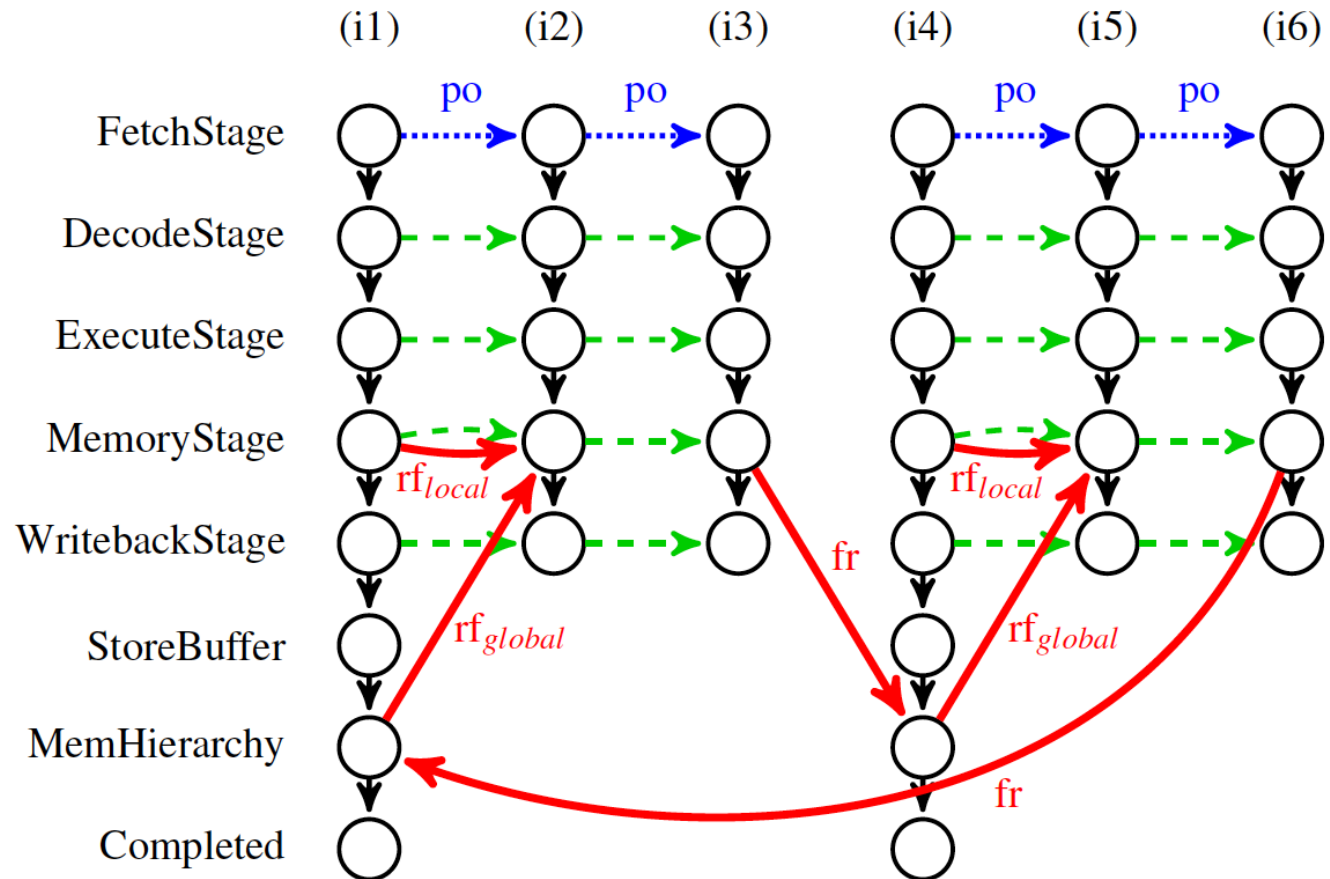 (i1) (i2) (i3) (i4) (i5) (i6)
po po po po
FetchStage
DecodeStage
ExecuteStage
MemoryStage
rf_local rf_local
WritebackStage
fr
rf_global rf_global
StoreBuffer
MemHierarchy
fr
Completed